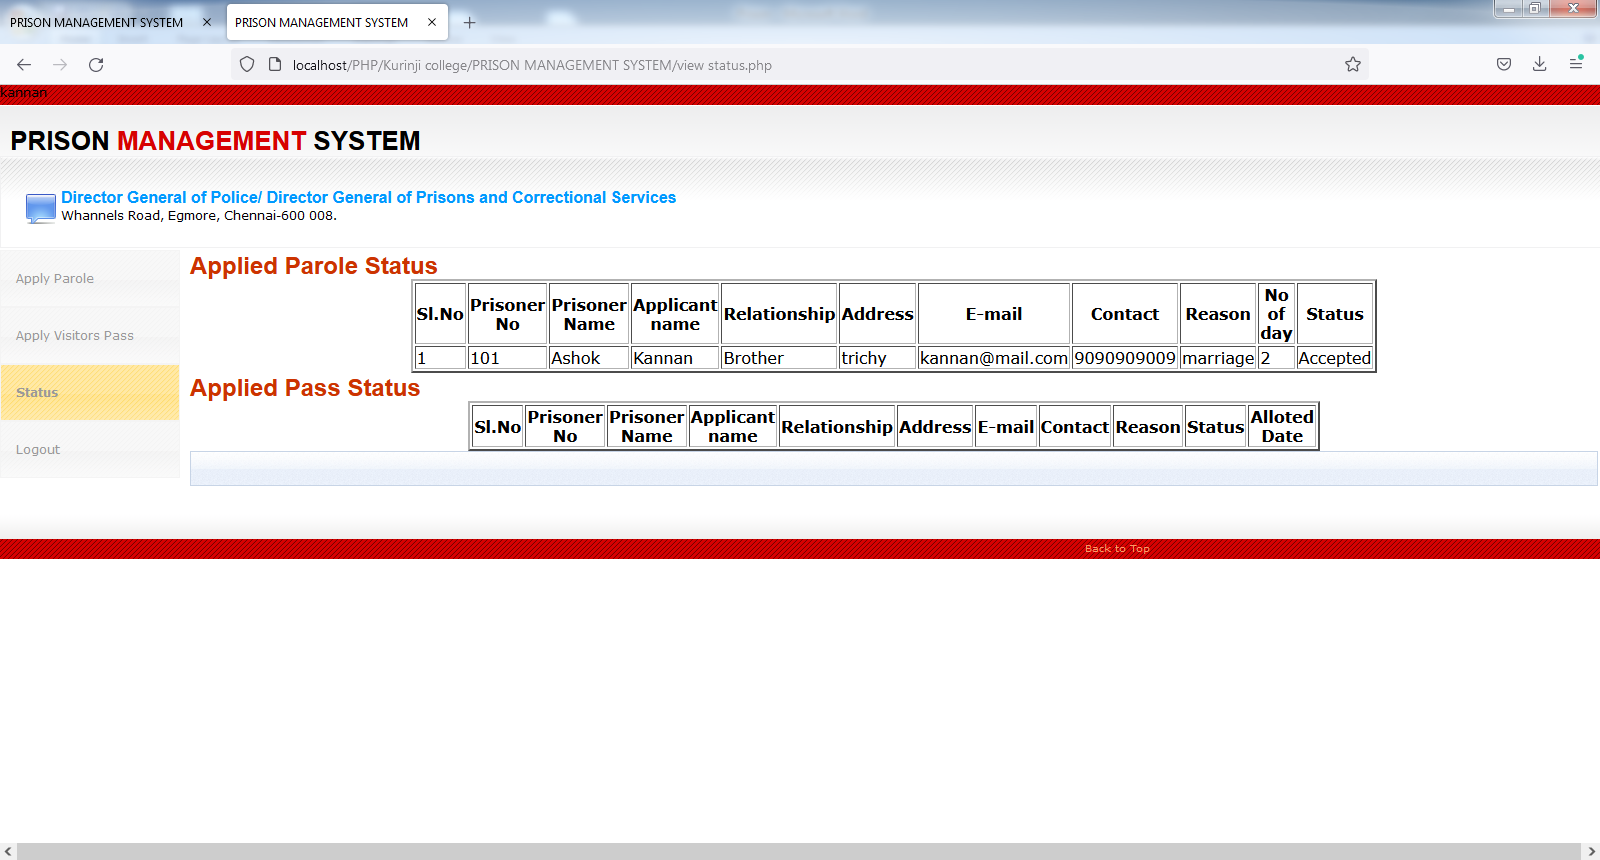 PRISON MANAGEMENT SYSTEM
PRISON MANAGEMENT SYSTEM
localhost/PHP/Kurinji college/PRISON MANAGEMENT SYSTEM/view status.php
kannan
PRISON MANAGEMENT SYSTEM
Director General of Police/ Director General of Prisons and Correctional Services
Whannels Road, Egmore, Chennai-600 008.
Apply Parole
Apply Visitors Pass
Status
Logout
Applied Parole Status
Sl.No Prisoner No Prisoner Name Applicant name Relationship Address E-mail Contact Reason No of day Status
1 101 Ashok Kannan Brother trichy kannan@mail.com 9090909009 marriage 2 Accepted
Applied Pass Status
Sl.No Prisoner No Prisoner Name Applicant name Relationship Address E-mail Contact Reason Status Alloted Date
Back to Top